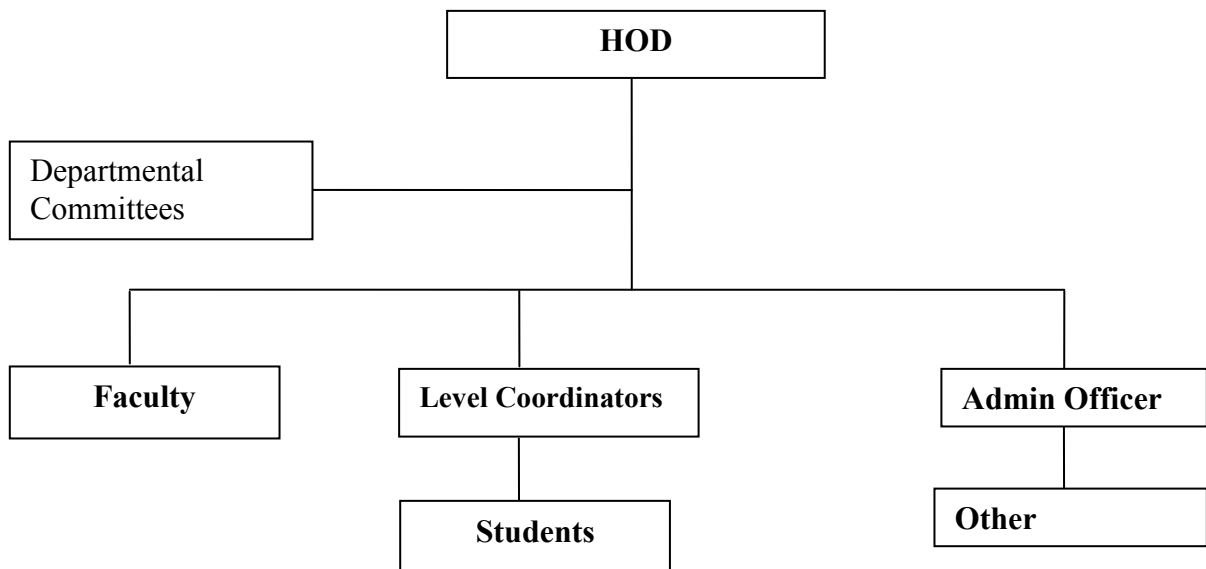 HOD
Departmental
Committees
Faculty
Level Coordinators
Admin Officer
Students
Other